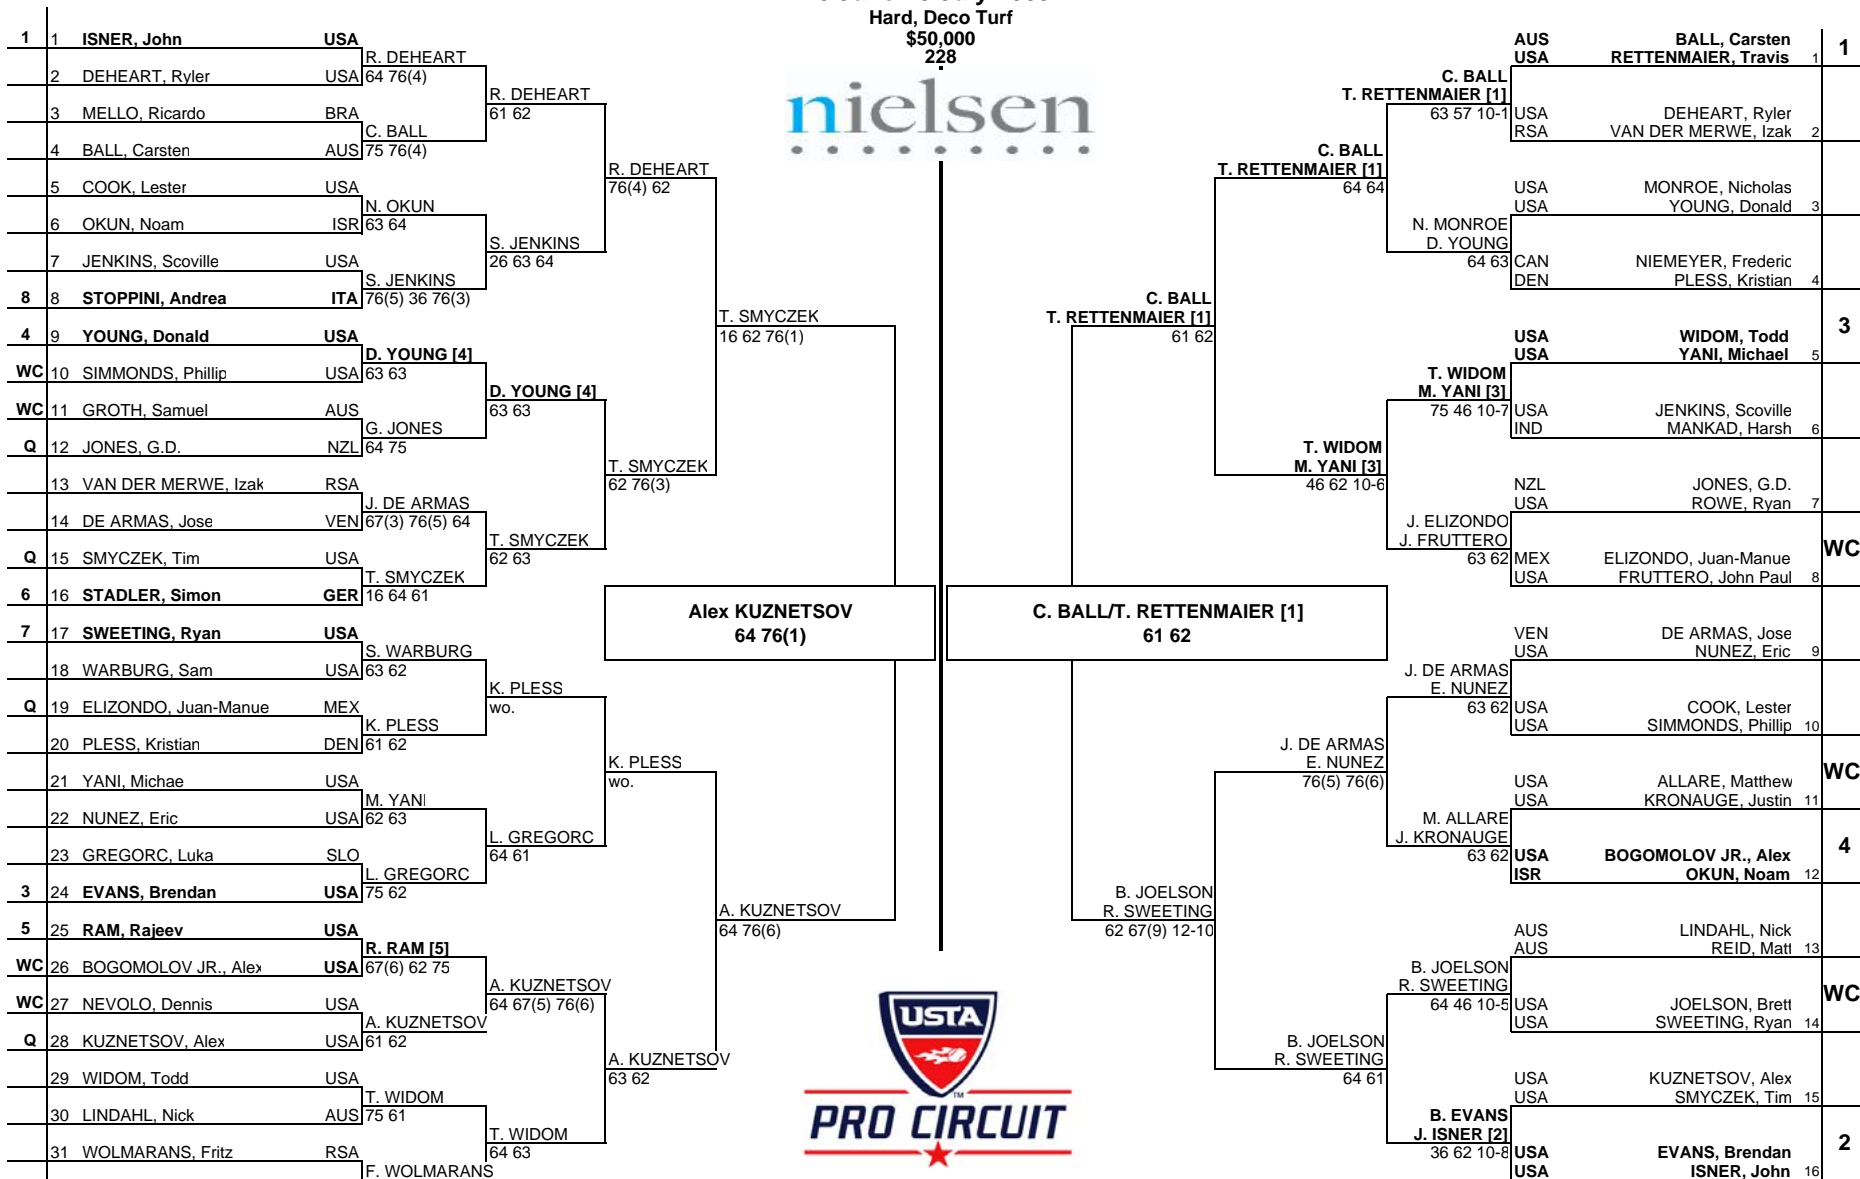 Hard, Deco Turf
$50,000
228
nielsen
1 1 ISNER, John USA
R. DEHEART
2 DEHEART, Ryler USA 64 76(4)
R. DEHEART
3 MELLO, Ricardo BRA 61 62
C. BALL
4 BALL, Carsten AUS 75 76(4)
R. DEHEART
5 COOK, Lester USA 76(4) 62
N. OKUN
6 OKUN, Noam ISR 63 64
S. JENKINS
7 JENKINS, Scoville USA 26 63 64
S. JENKINS
8 8 STOPPINI, Andrea ITA 76(5) 36 76(3)
T. SMYCZEK
4 9 YOUNG, Donald USA 16 62 76(1)
D. YOUNG [4]
WC 10 SIMMONDS, Phillip USA 63 63
D. YOUNG [4]
WC 11 GROTH, Samuel AUS 63 63
G. JONES
Q 12 JONES, G.D. NZL 64 75
T. SMYCZEK
13 VAN DER MERWE, Izak RSA 62 76(3)
J. DE ARMAS
14 DE ARMAS, Jose VEN 67(3) 76(5) 64
T. SMYCZEK
Q 15 SMYCZEK, Tim USA 62 63
T. SMYCZEK
6 16 STADLER, Simon GER 16 64 61
Alex KUZNETSOV
64 76(1)
7 17 SWEETING, Ryan USA
S. WARBURG
18 WARBURG, Sam USA 63 62
K. PLESS
Q 19 ELIZONDO, Juan-Manue MEX wo.
K. PLESS
20 PLESS, Kristian DEN 61 62
K. PLESS
21 YANI, Michae USA wo.
M. YANI
22 NUNEZ, Eric USA 62 63
L. GREGORC
23 GREGORC, Luka SLO 64 61
L. GREGORC
3 24 EVANS, Brendan USA 75 62
A. KUZNETSOV
5 25 RAM, Rajeev USA 64 76(6)
R. RAM [5]
WC 26 BOGOMOLOV JR., Alex USA 67(6) 62 75
A. KUZNETSOV
WC 27 NEVOLO, Dennis USA 64 67(5) 76(6)
A. KUZNETSOV
Q 28 KUZNETSOV, Alex USA 61 62
A. KUZNETSOV
29 WIDOM, Todd USA 63 62
T. WIDOM
30 LINDAHL, Nick AUS 75 61
T. WIDOM
31 WOLMARANS, Fritz RSA 64 63
F. WOLMARANS
AUS BALL, Carsten 1
USA RETTENMAIER, Travis 1
C. BALL
T. RETTENMAIER [1]
63 57 10-1 USA DEHEART, Ryler
RSA VAN DER MERWE, Izak 2
C. BALL
T. RETTENMAIER [1]
64 64 USA MONROE, Nicholas
USA YOUNG, Donald 3
N. MONROE
D. YOUNG
64 63 CAN NIEMEYER, Frederic
DEN PLESS, Kristian 4
C. BALL
T. RETTENMAIER [1]
61 62 USA WIDOM, Todd 3
USA YANI, Michael 5
T. WIDOM
M. YANI [3]
75 46 10-7 USA JENKINS, Scoville
IND MANKAD, Harsh 6
T. WIDOM
M. YANI [3]
46 62 10-6 NZL JONES, G.D.
USA ROWE, Ryan 7
J. ELIZONDO
J. FRUTTERO WC
63 62 MEX ELIZONDO, Juan-Manue
USA FRUTTERO, John Paul 8
C. BALL/T. RETTENMAIER [1]
61 62
VEN DE ARMAS, Jose
USA NUNEZ, Eric 9
J. DE ARMAS
E. NUNEZ
63 62 USA COOK, Lester
USA SIMMONDS, Phillip 10
J. DE ARMAS
E. NUNEZ WC
76(5) 76(6) USA ALLARE, Matthew
USA KRONAUGE, Justin 11
M. ALLARE
J. KRONAUGE 4
63 62 USA BOGOMOLOV JR., Alex
ISR OKUN, Noam 12
B. JOELSON
R. SWEETING
62 67(9) 12-10 AUS LINDAHL, Nick
AUS REID, Matt 13
B. JOELSON
R. SWEETING WC
64 46 10-5 USA JOELSON, Brett
USA SWEETING, Ryan 14
B. JOELSON
R. SWEETING
64 61 USA KUZNETSOV, Alex
USA SMYCZEK, Tim 15
B. EVANS
J. ISNER [2] 2
36 62 10-8 USA EVANS, Brendan
USA ISNER, John 16
USTA
TM
PRO CIRCUIT